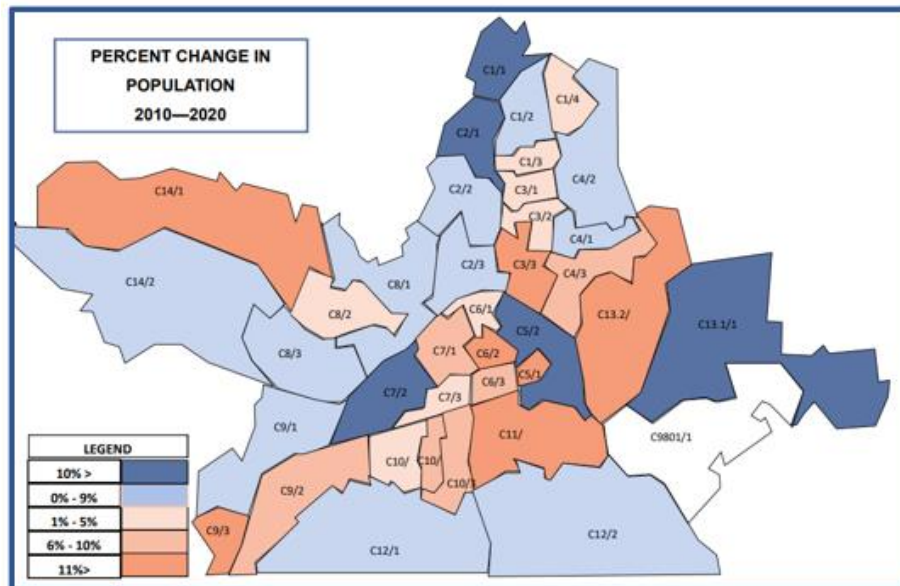 PERCENT CHANGE IN
POPULATION
2010—2020
C1/1
C1/4
C1/2
C2/1
C1/3
C4/2
C3/1
C14/1
C2/2
C3/2
C4/1
C2/3
C3/3
C4/3
C14/2
C8/1
C8/2
C6/1
C13.2/
C13.1/1
C5/2
C7/1
C8/3
C6/2
C5/1
C6/3
C7/2
C7/3
C9/1
C11/
C9801/1
C10/
C10/
C10/3
C9/2
C9/3
C12/1
C12/2
LEGEND
10% >
0% - 9%
1% - 5%
6% - 10%
11%>